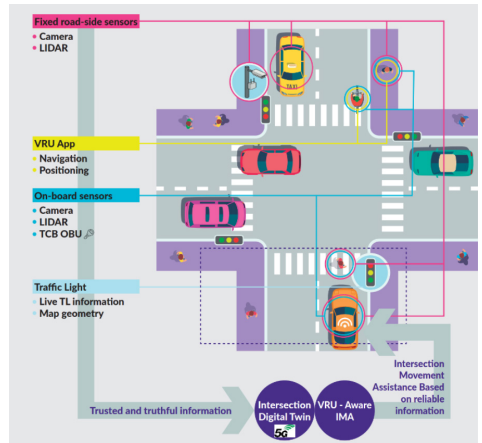 Fixed road-side sensors
• Camera
• LIDAR
TAXI
VRU App
• Navigation
• Positioning
On-board sensors
• Camera
• LIDAR
• TCB OBU
Traffic Light
• Live TL information
• Map geometry
Intersection
Movement
Assistance Based
on reliable
information
Trusted and truthful information
Intersection
Digital Twin
5G
VRU - Aware
IMA